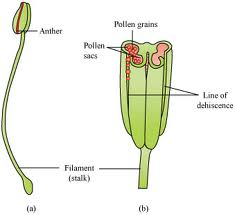 Pollen grains
Anther
Pollen
sacs
Line of
dehiscence
Filament
(stalk)
(a)
(b)